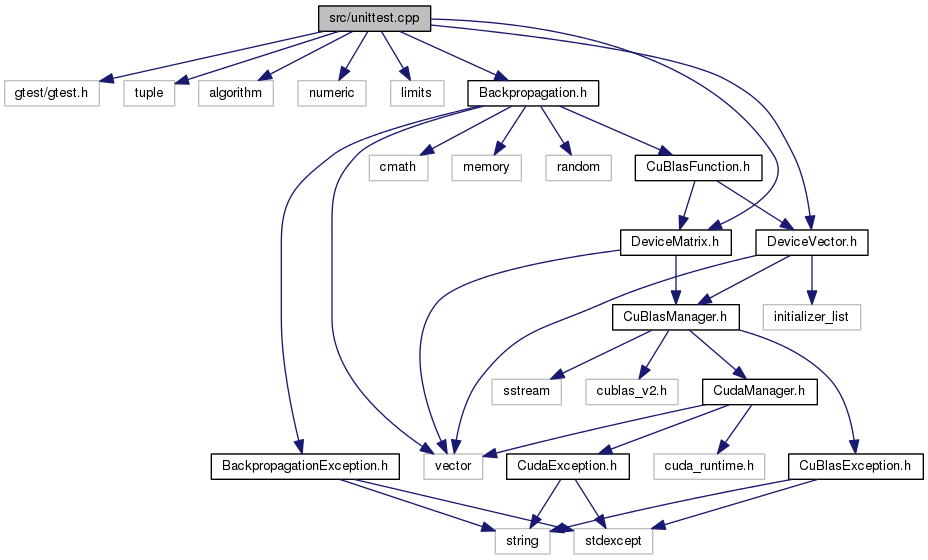 src/unittest.cpp
gtest/gtest.h
tuple
algorithm
numeric
limits
Backpropagation.h
cmath
memory
random
CuBlasFunction.h
DeviceMatrix.h
DeviceVector.h
CuBlasManager.h
initializer_list
sstream
cublas_v2.h
CudaManager.h
BackpropagationException.h
vector
CudaException.h
cuda_runtime.h
CuBlasException.h
string
stdexcept